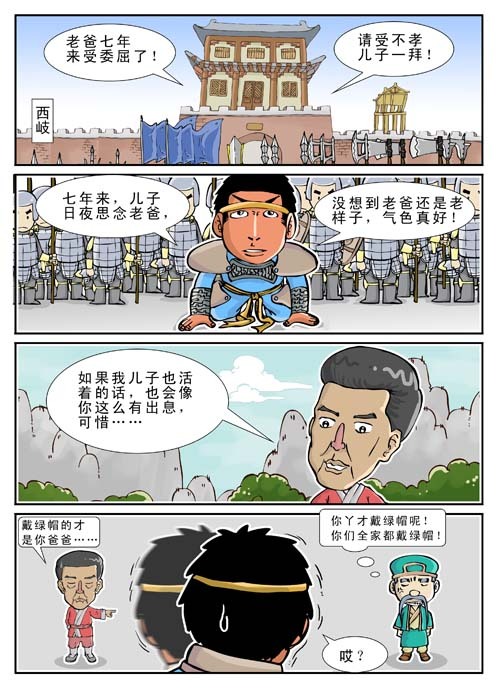 老爸七年
来受委屈了！
请受不孝
儿子一拜！
西岐
七年来，儿子
日夜思念老爸，
没想到老爸还是老
样子，气色真好！
如果我儿子也活
着的话，也会像
你这么有出息，
可惜……
戴绿帽的才
是你爸爸……
你丫才戴绿帽呢！
你们全家都戴绿帽！
哎？